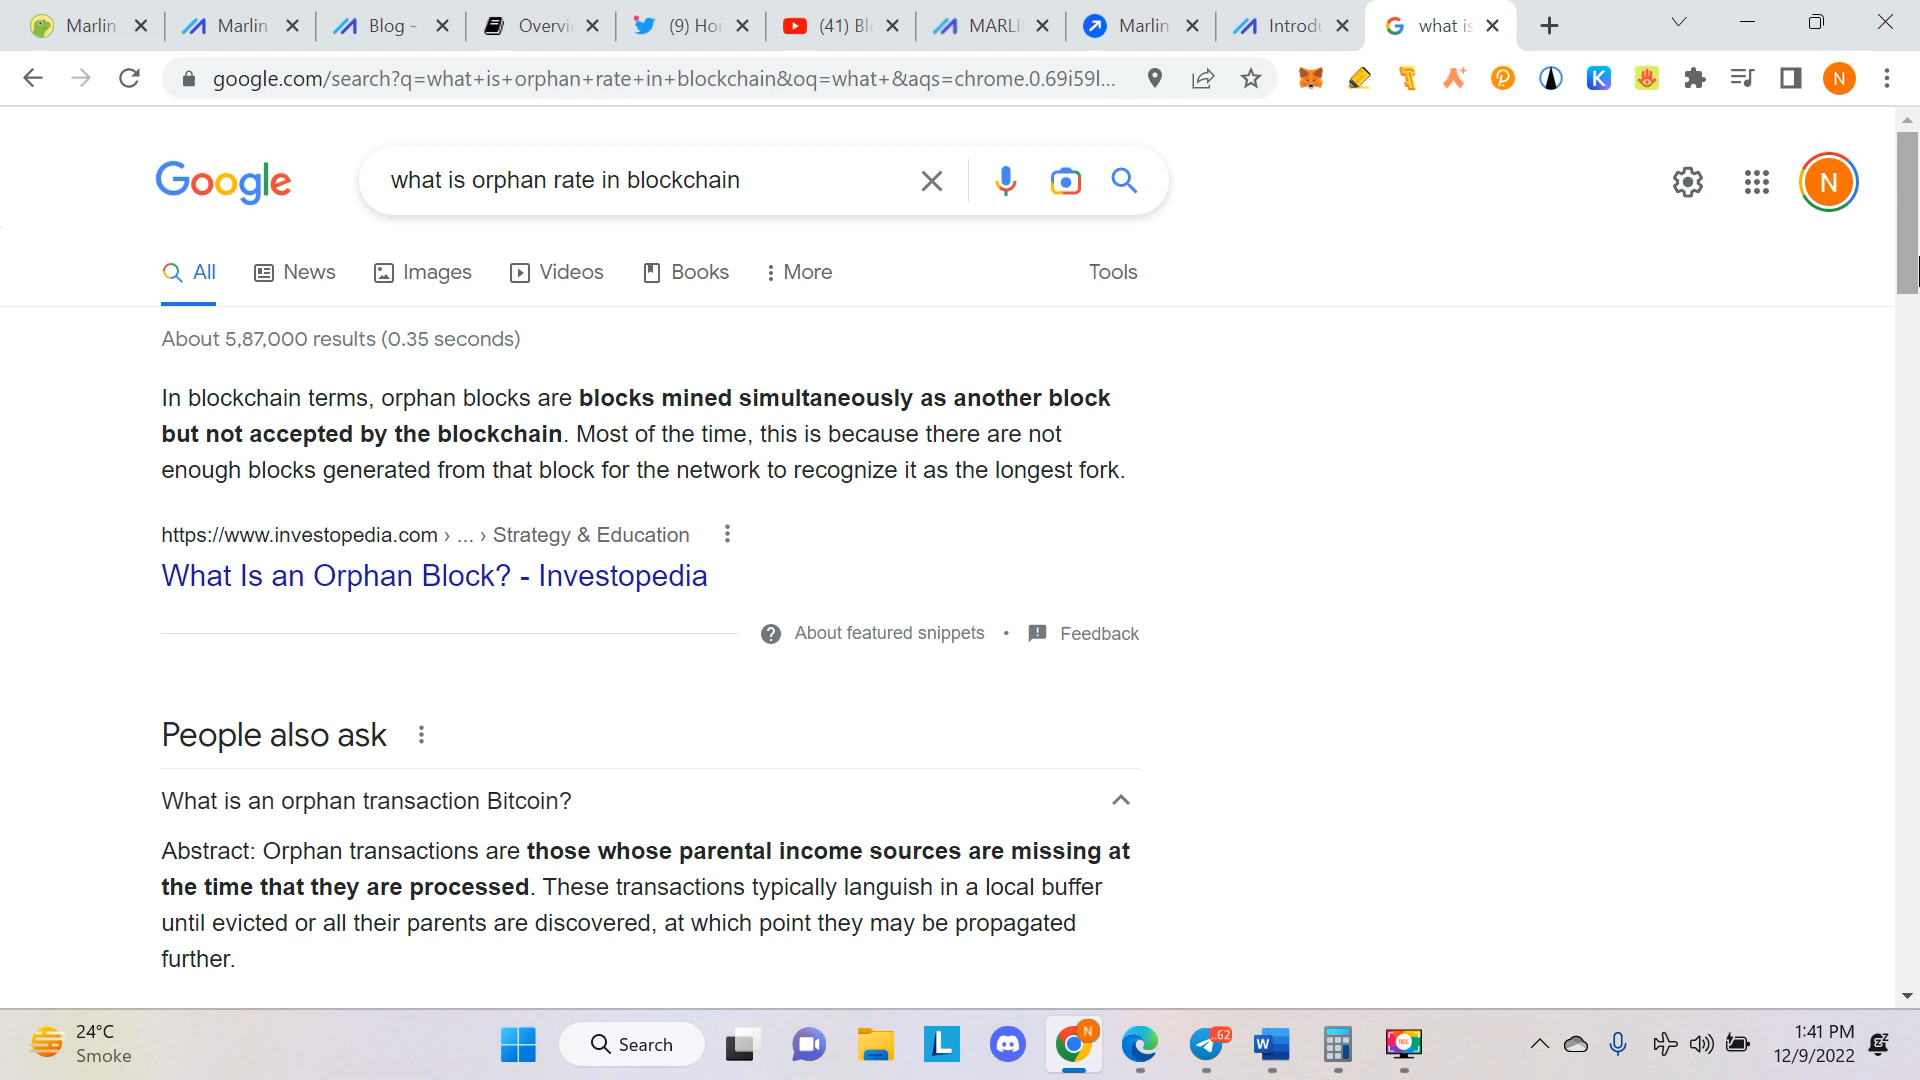 Marlin
Marlin
Blog -
Overvi
(9) Hor
(41) Bl
MARLI
Marlin
Introdu
what is
google.com/search?q=what+is+orphan+rate+in+blockchain&oq=what+&aqs=chrome.0.69i59l...
N
Google
what is orphan rate in blockchain
N
All
News
Images
Videos
Books
More
Tools
About 5,87,000 results (0.35 seconds)
In blockchain terms, orphan blocks are blocks mined simultaneously as another block
but not accepted by the blockchain. Most of the time, this is because there are not
enough blocks generated from that block for the network to recognize it as the longest fork.
https://www.investopedia.com › ... › Strategy & Education
What Is an Orphan Block? - Investopedia
About featured snippets • Feedback
People also ask
What is an orphan transaction Bitcoin?
Abstract: Orphan transactions are those whose parental income sources are missing at
the time that they are processed. These transactions typically languish in a local buffer
until evicted or all their parents are discovered, at which point they may be propagated
further.
24°C
Smoke
Search
L
N
62
W
REC
1:41 PM
12/9/2022